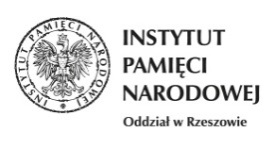 INSTYTUT PAMIĘCI NARODOWEJ
INSTYTUT
PAMIĘCI
NARODOWEJ
Oddział w Rzeszowie